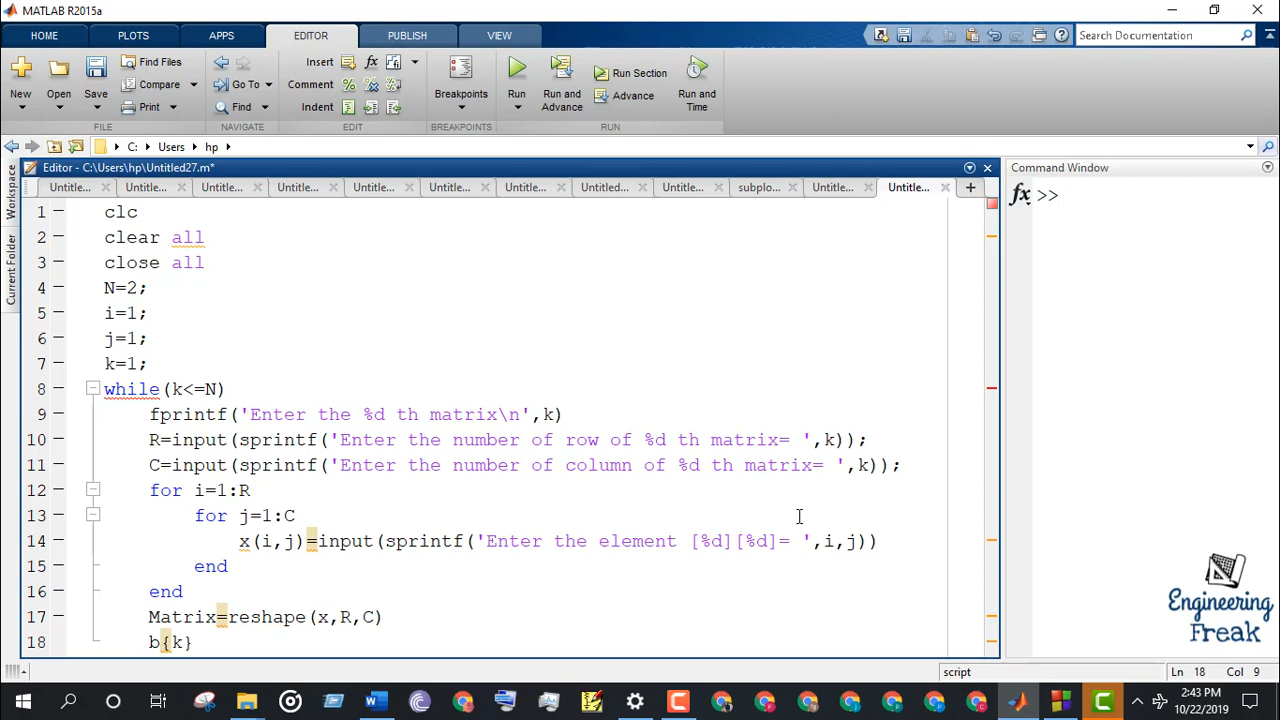 MATLAB R2015a
HOME PLOTS APPS EDITOR PUBLISH VIEW Search Documentation
New Open Save Find Files Compare Print Go To Find Insert Comment Indent Breakpoints Run Run and Advance Run Section Advance Run and Time
FILE NAVIGATE EDIT BREAKPOINTS RUN
C: Users hp
Editor - C:\Users\hp\Untitled27.m* Command Window
Untitle... Untitle... Untitle... Untitle... Untitle... Untitle... Untitle... Untitled... Untitle... subplo... Untitle... Untitle...
fx >>
Workspace
Current Folder
1 clc
2 clear all
3 close all
4 N=2;
5 i=1;
6 j=1;
7 k=1;
8 while(k<=N)
9 fprintf('Enter the %d th matrix\n',k)
10 R=input(sprintf('Enter the number of row of %d th matrix= ',k));
11 C=input(sprintf('Enter the number of column of %d th matrix= ',k));
12 for i=1:R
13 for j=1:C
14 x(i,j)=input(sprintf('Enter the element [%d][%d]= ',i,j))
15 end
16 end
17 Matrix=reshape(x,R,C)
18 b{k}
Engineering
Freak
script Ln 18 Col 9
2:43 PM
10/22/2019